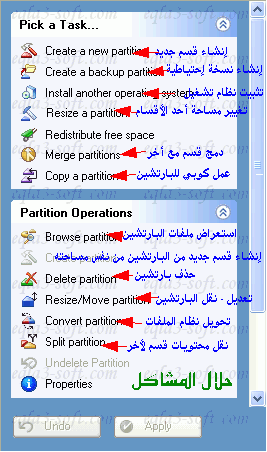 Pick a Task...
Create a new partition إنشاء قسم جديد
Create a backup partition إنشاء نسخة إحتياطية
Install another operating system تثبيت نظام تشغيل
Resize a partition تغيير مساحة أحد الأقسام
Redistribute free space
Merge partitions دمج قسم مع أخر
Copy a partition عمل كوبي للبارتشين
Partition Operations
Browse partition استعراض ملفات البارتشين
إنشاء قسم جديد من البارتشين من نفس مساحته
Delete partition حذف بارتشين
Resize/Move partition تعديل - نقل البارتشين
Convert partition تحويل نظام الملفات
Split partition نقل محتويات قسم لأخر
Undelete Partition
Properties حلال المشاكل
Undo Apply
eqla3-soft.com